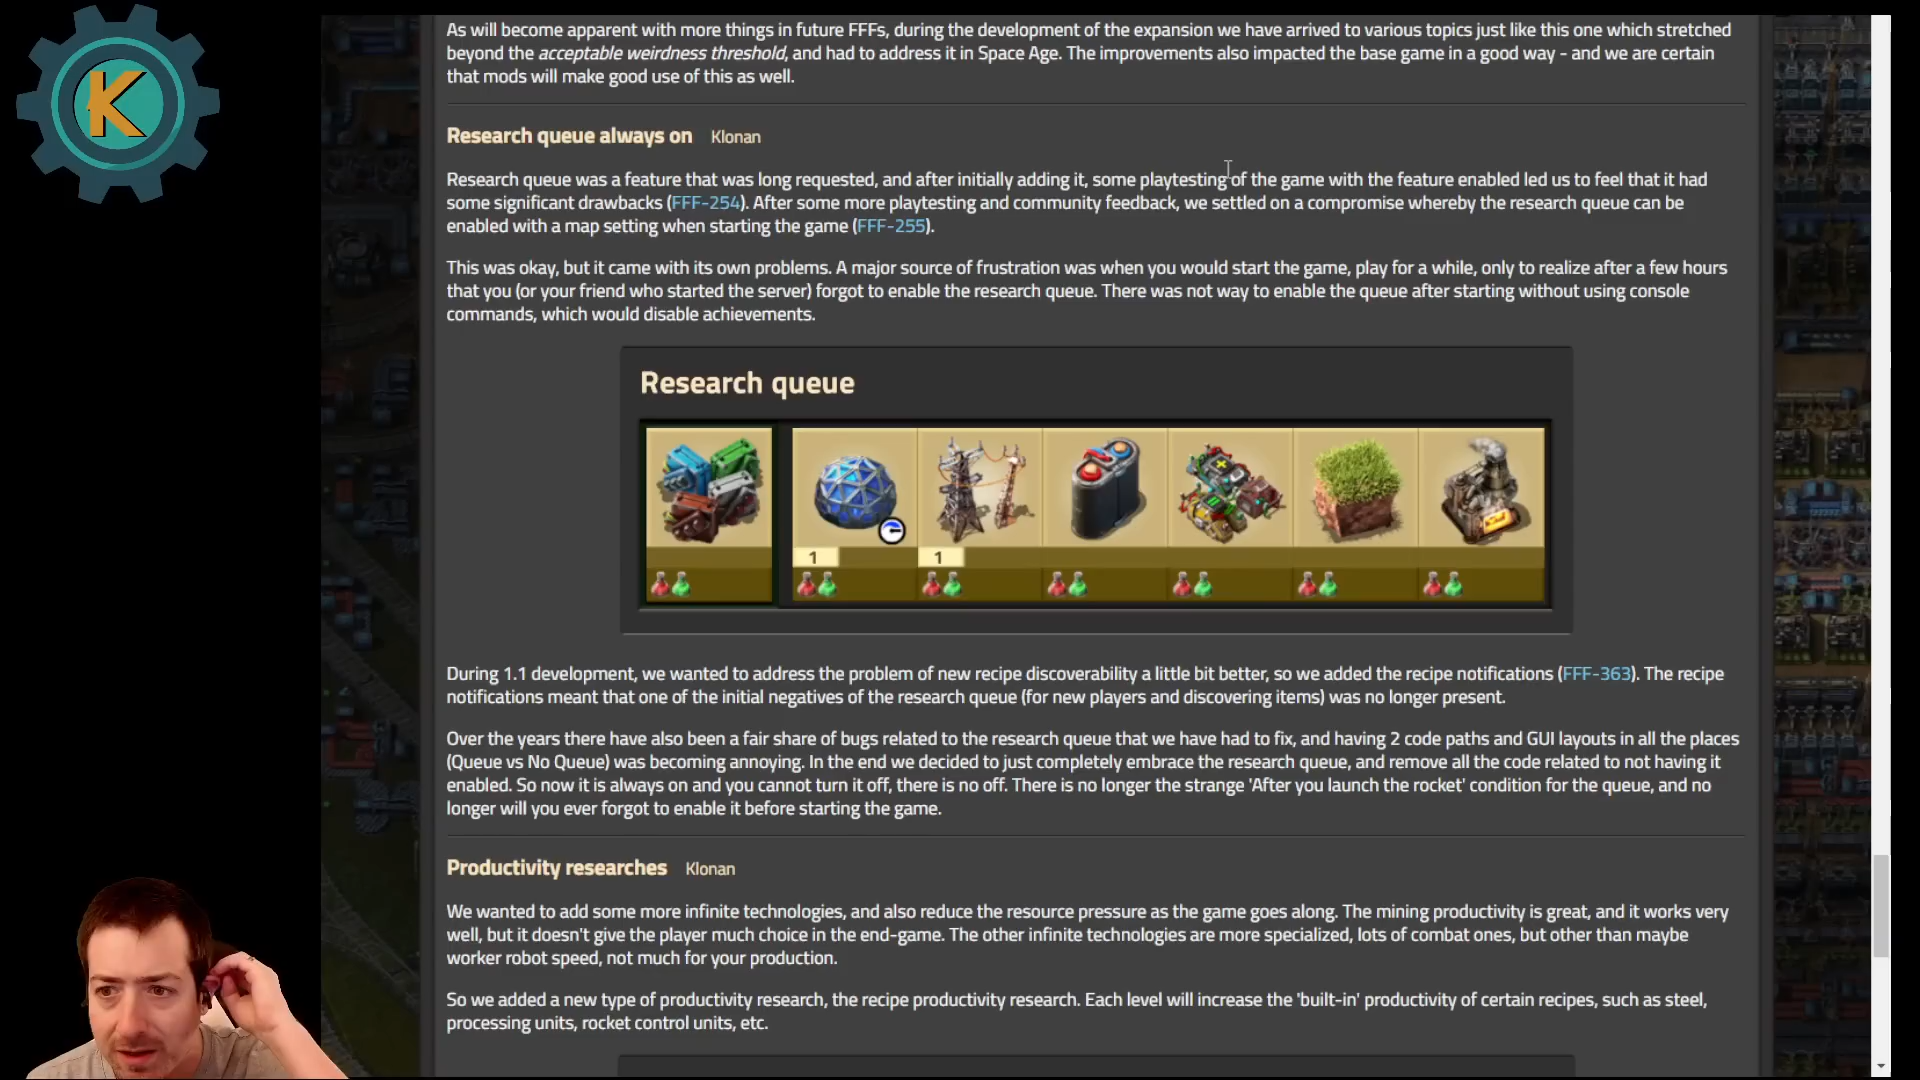 K
As will become apparent with more things in future FFFs, during the development of the expansion we have arrived to various topics just like this one which stretched
beyond the acceptable weirdness threshold, and had to address it in Space Age. The improvements also impacted the base game in a good way - and we are certain
that mods will make good use of this as well.
Research queue always on Klonan
Research queue was a feature that was long requested, and after initially adding it, some playtesting of the game with the feature enabled led us to feel that it had
some significant drawbacks (FFF-254). After some more playtesting and community feedback, we settled on a compromise whereby the research queue can be
enabled with a map setting when starting the game (FFF-255).
This was okay, but it came with its own problems. A major source of frustration was when you would start the game, play for a while, only to realize after a few hours
that you (or your friend who started the server) forgot to enable the research queue. There was not way to enable the queue after starting without using console
commands, which would disable achievements.
Research queue
1 1
During 1.1 development, we wanted to address the problem of new recipe discoverability a little bit better, so we added the recipe notifications (FFF-363). The recipe
notifications meant that one of the initial negatives of the research queue (for new players and discovering items) was no longer present.
Over the years there have also been a fair share of bugs related to the research queue that we have had to fix, and having 2 code paths and GUI layouts in all the places
(Queue vs No Queue) was becoming annoying. In the end we decided to just completely embrace the research queue, and remove all the code related to not having it
enabled. So now it is always on and you cannot turn it off, there is no off. There is no longer the strange 'After you launch the rocket' condition for the queue, and no
longer will you ever forgot to enable it before starting the game.
Productivity researches Klonan
We wanted to add some more infinite technologies, and also reduce the resource pressure as the game goes along. The mining productivity is great, and it works very
well, but it doesn't give the player much choice in the end-game. The other infinite technologies are more specialized, lots of combat ones, but other than maybe
worker robot speed, not much for your production.
So we added a new type of productivity research, the recipe productivity research. Each level will increase the 'built-in' productivity of certain recipes, such as steel,
processing units, rocket control units, etc.